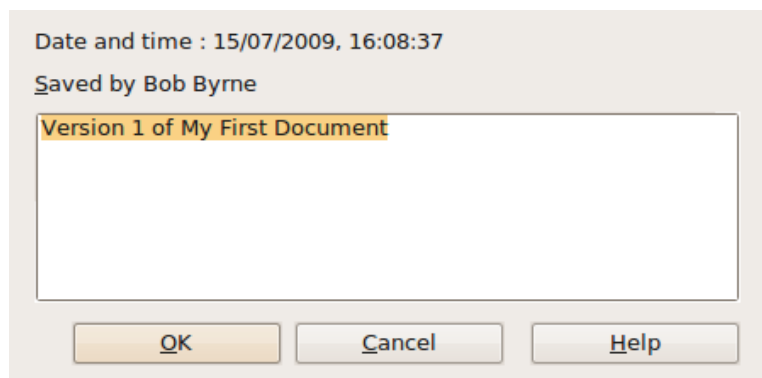 Date and time : 15/07/2009, 16:08:37
Saved by Bob Byrne
Version 1 of My First Document
OK Cancel Help